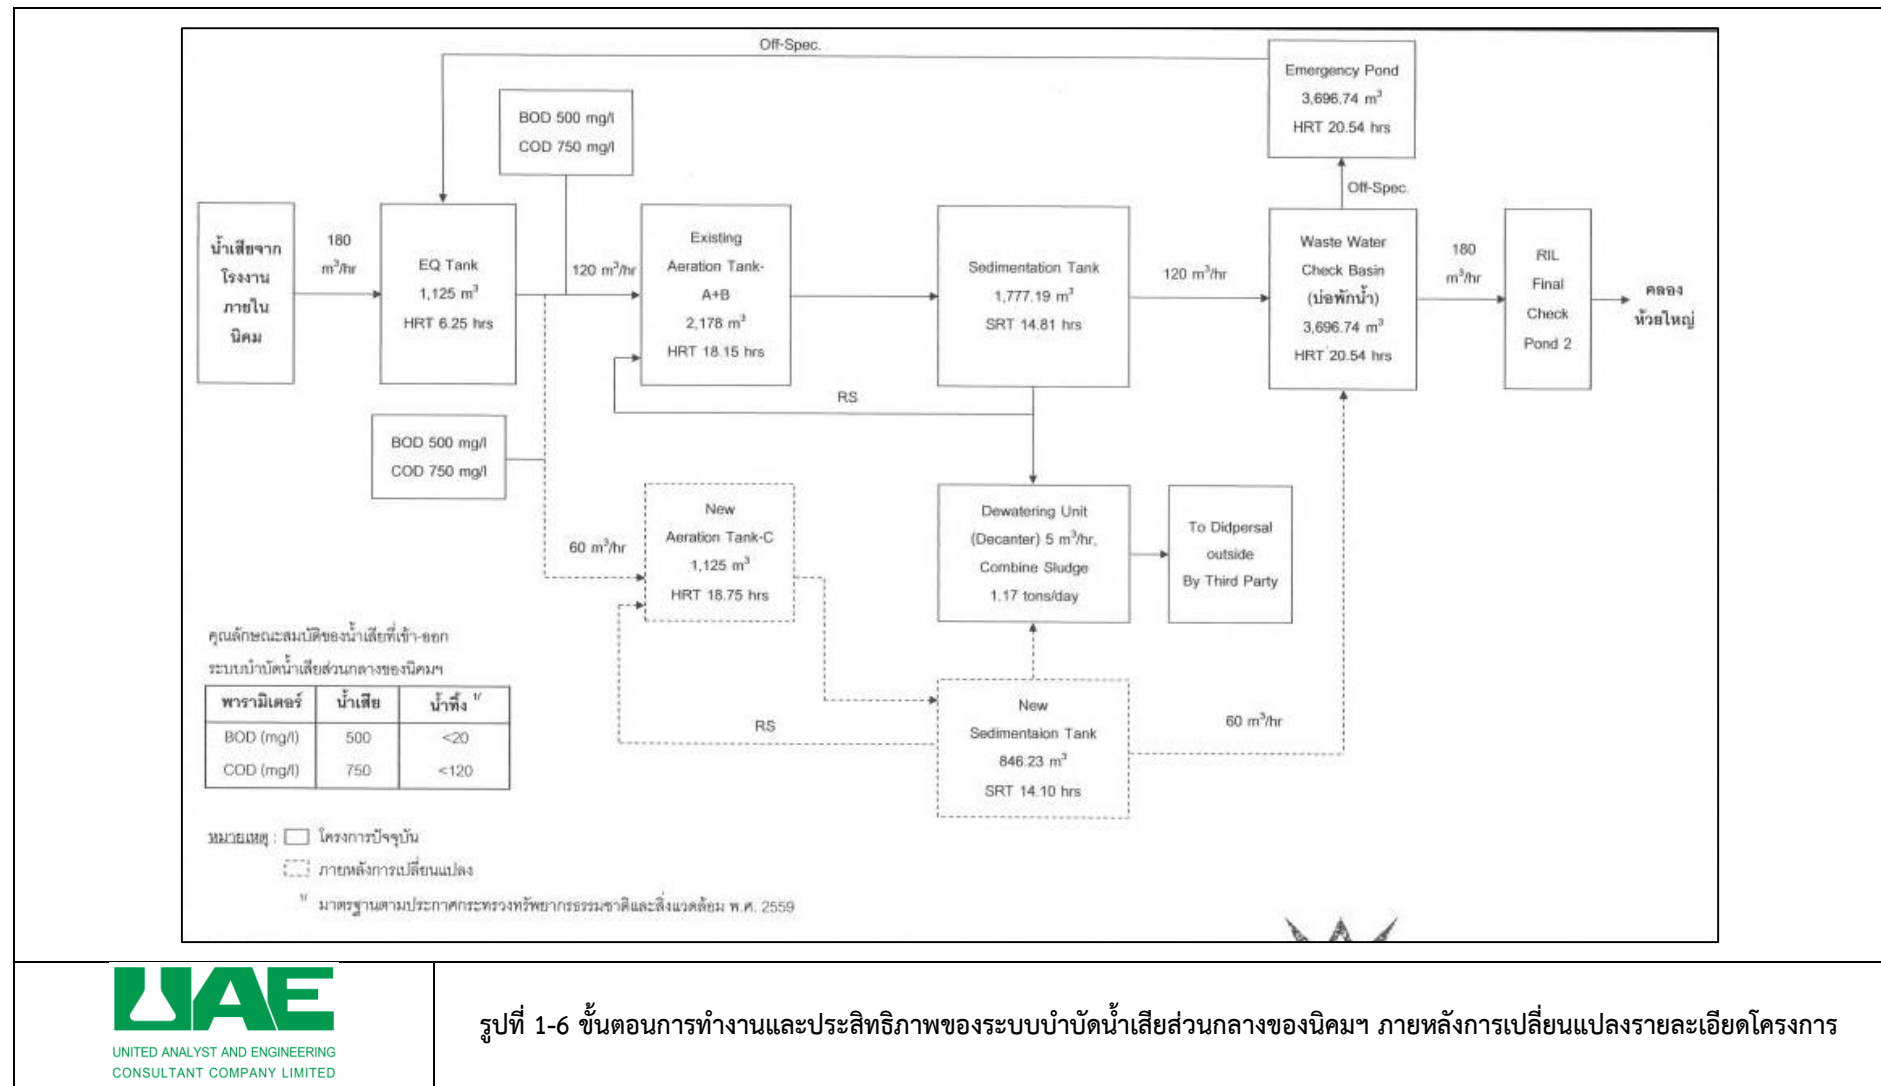 Off-Spec.
Emergency Pond
3,696.74 m³
HRT 20.54 hrs
BOD 500 mg/l
COD 750 mg/l
Off-Spec.
น้ำเสียจาก
โรงงาน
ภายใน
นิคม
180
m³/hr
EQ Tank
1,125 m³
HRT 6.25 hrs
120 m³/hr
Existing
Aeration Tank-
A+B
2,178 m³
HRT 18.15 hrs
Sedimentation Tank
1,777.19 m³
SRT 14.81 hrs
120 m³/hr
Waste Water
Check Basin
(บ่อพักน้ำ)
3,696.74 m³
HRT 20.54 hrs
180
m³/hr
RIL
Final
Check
Pond 2
คลอง
ห้วยใหญ่
RS
BOD 500 mg/l
COD 750 mg/l
60 m³/hr
New
Aeration Tank-C
1,125 m³
HRT 18.75 hrs
Dewatering Unit
(Decanter) 5 m³/hr,
Combine Sludge
1.17 tons/day
To Didpersal
outside
By Third Party
RS
New
Sedimentaion Tank
846.23 m³
SRT 14.10 hrs
60 m³/hr
คุณลักษณะสมบัติของน้ำเสียที่เข้า-ออก
ระบบบำบัดน้ำเสียส่วนกลางของนิคมฯ
พารามิเตอร์ น้ำเสีย น้ำทิ้ง 1/
BOD (mg/l) 500 <20
COD (mg/l) 750 <120
หมายเหตุ : โครงการปัจจุบัน
ภายหลังการเปลี่ยนแปลง
1/ มาตรฐานตามประกาศกระทรวงทรัพยากรธรรมชาติและสิ่งแวดล้อม พ.ศ. 2559
UAE
UNITED ANALYST AND ENGINEERING
CONSULTANT COMPANY LIMITED
รูปที่ 1-6 ขั้นตอนการทำงานและประสิทธิภาพของระบบบำบัดน้ำเสียส่วนกลางของนิคมฯ ภายหลังการเปลี่ยนแปลงรายละเอียดโครงการ